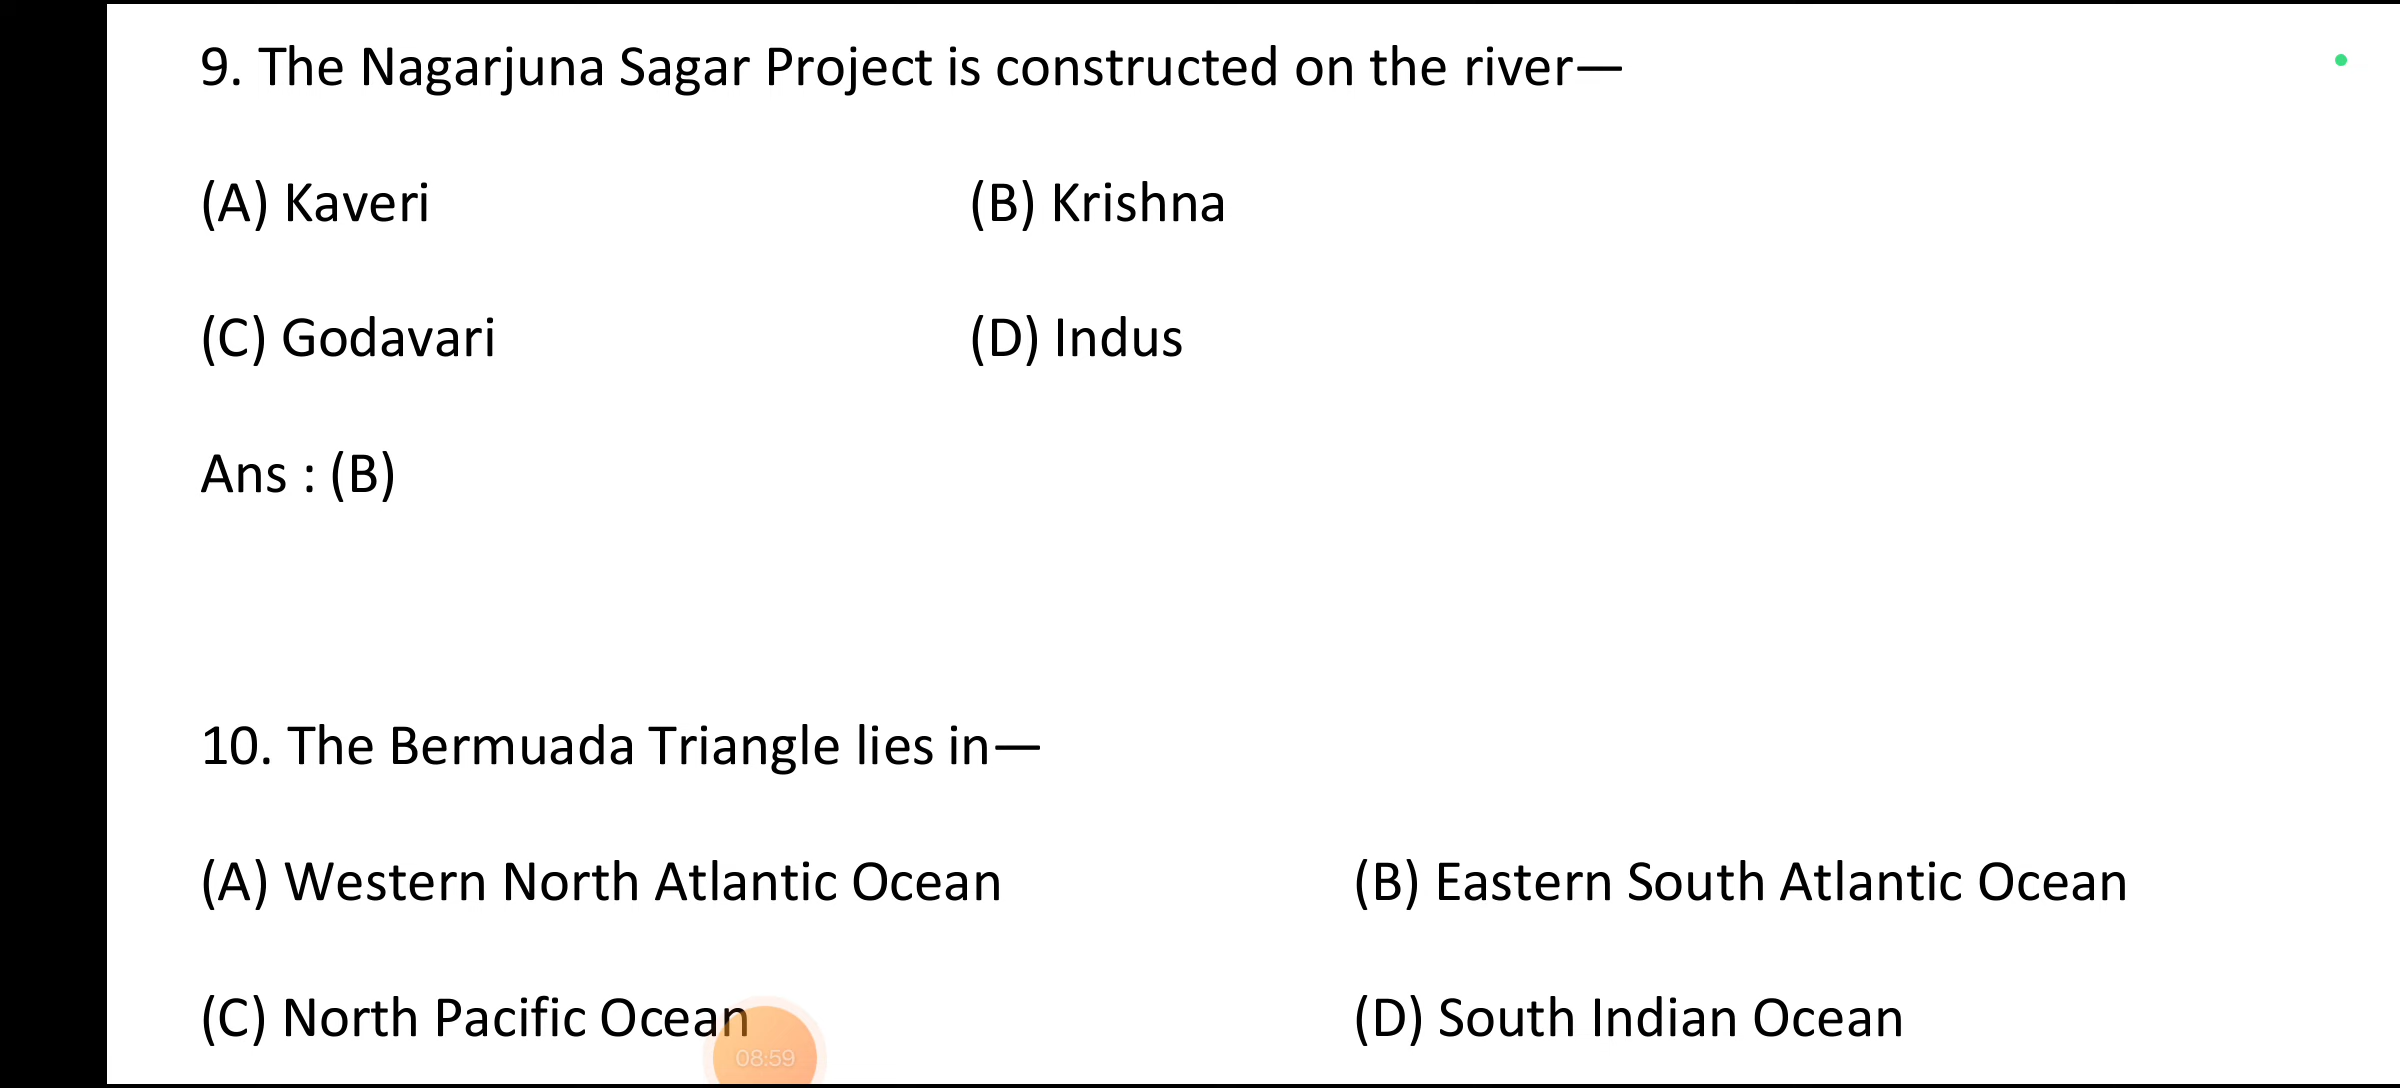 9. The Nagarjuna Sagar Project is constructed on the river—
(A) Kaveri (B) Krishna
(C) Godavari (D) Indus
Ans : (B)
10. The Bermuada Triangle lies in—
(A) Western North Atlantic Ocean (B) Eastern South Atlantic Ocean
(C) North Pacific Ocean (D) South Indian Ocean
08:59